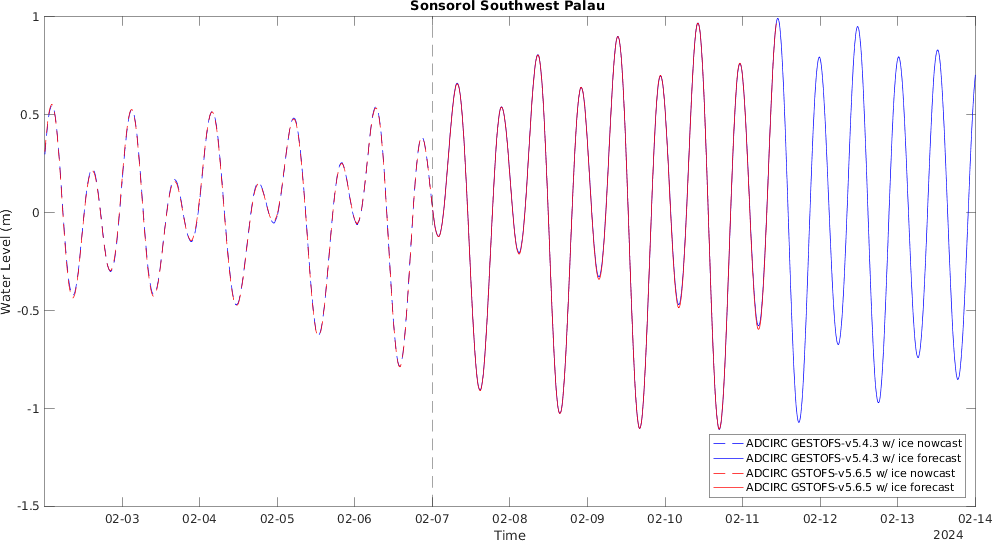 Sonsorol Southwest Palau
1
0.5
0
-0.5
-1
-1.5
Water Level (m)
ADCIRC GESTOFS-v5.4.3 w/ ice nowcast
ADCIRC GESTOFS-v5.4.3 w/ ice forecast
ADCIRC GSTOFS-v5.6.5 w/ ice nowcast
ADCIRC GSTOFS-v5.6.5 w/ ice forecast
02-03 02-04 02-05 02-06 02-07 02-08 02-09 02-10 02-11 02-12 02-13 02-14
Time
2024